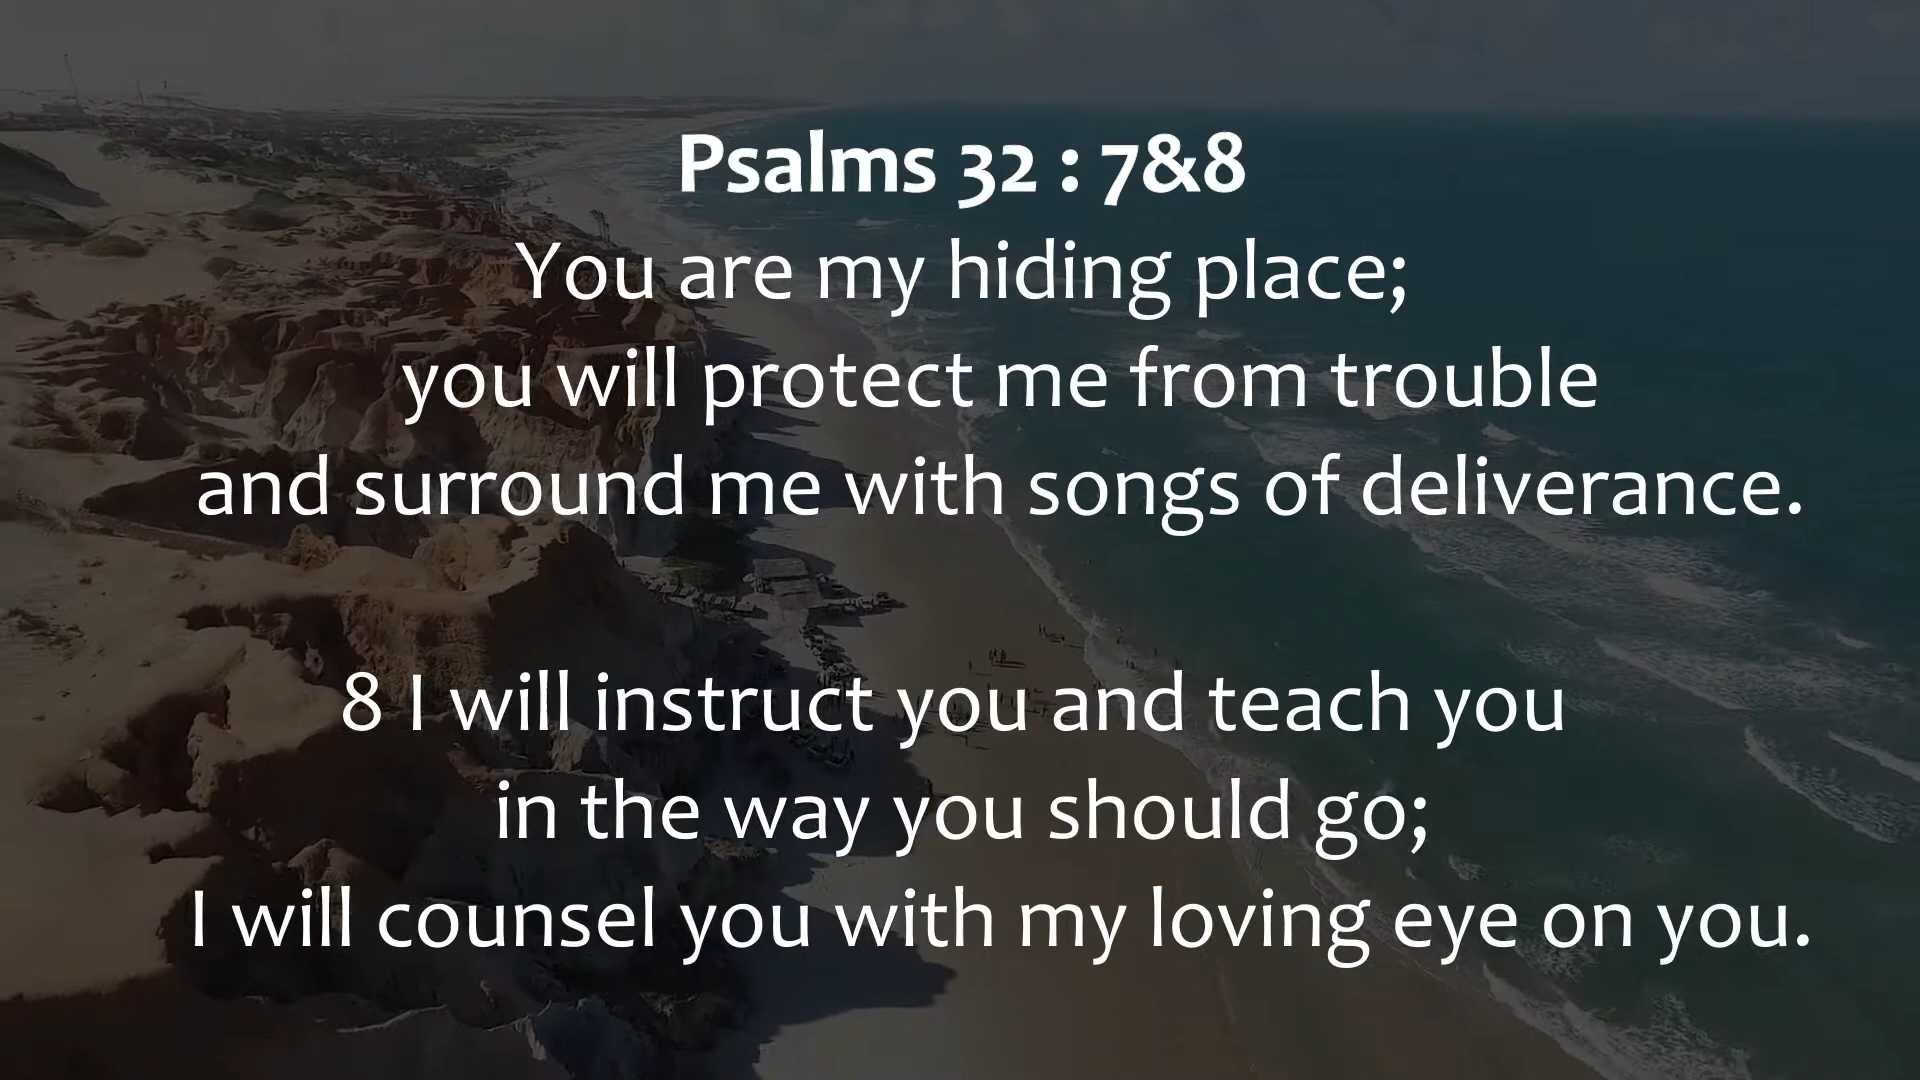 Psalms 32 : 7&8
You are my hiding place;
you will protect me from trouble
and surround me with songs of deliverance.
8 I will instruct you and teach you
in the way you should go;
I will counsel you with my loving eye on you.